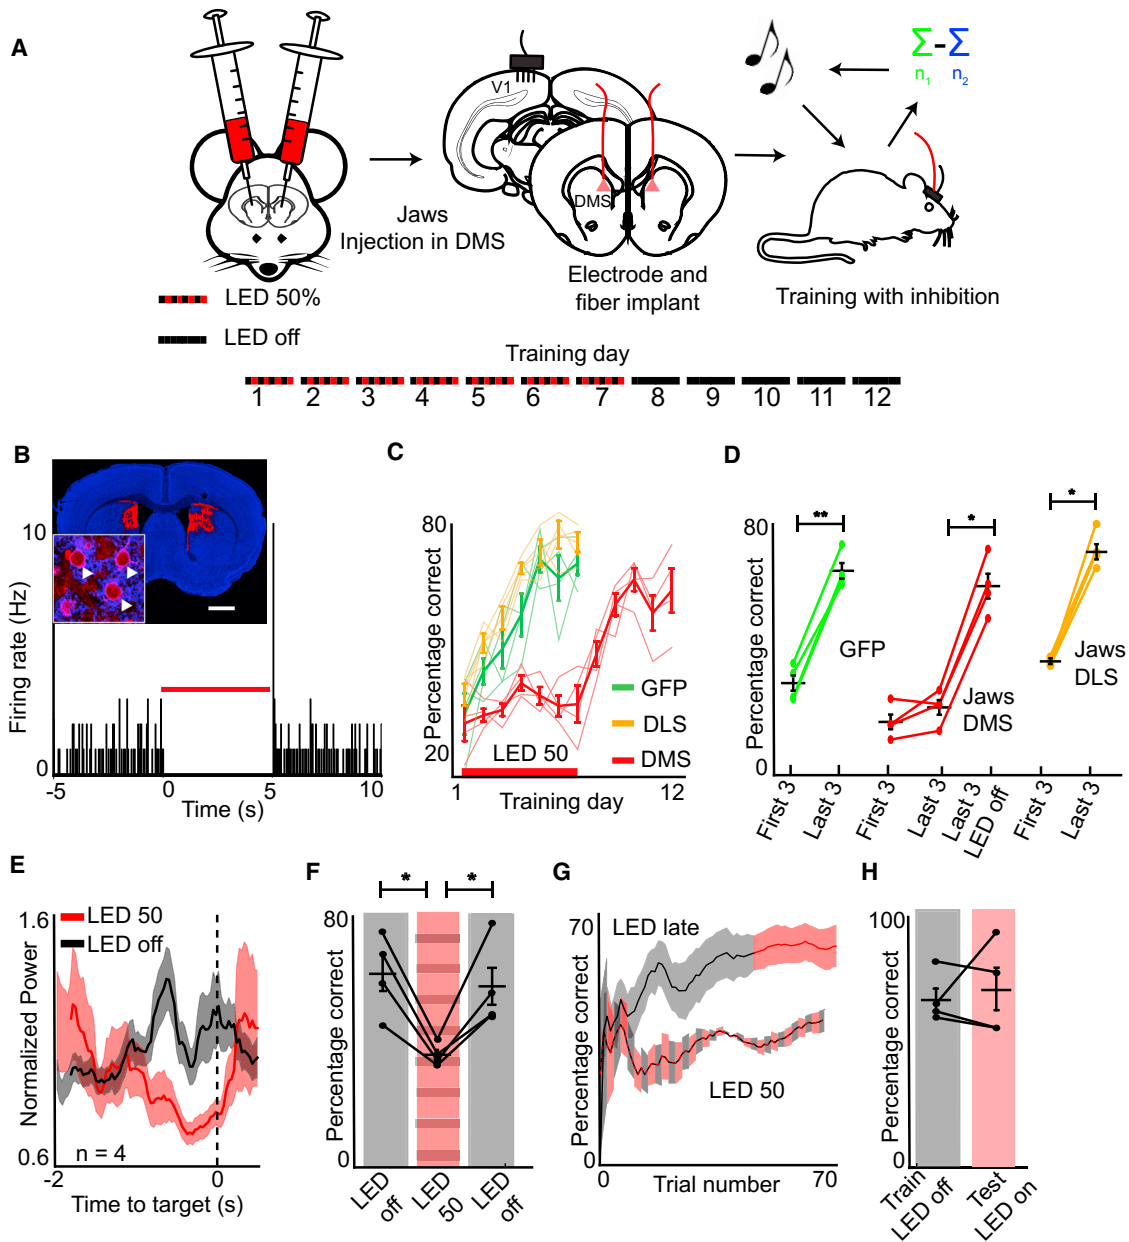 A
V1
DMS
Σ-Σ
n1 n2
Jaws
Injection in DMS
Electrode and
fiber implant
Training with inhibition
LED 50%
LED off
Training day
1 2 3 4 5 6 7 8 9 10 11 12
B
Firing rate (Hz)
10
0
-5 0 5 10
Time (s)
C
Percentage correct
80
20
LED 50
GFP
DLS
DMS
1 12
Training day
D
Percentage correct
80
0
**
*
*
GFP
Jaws
DMS
Jaws
DLS
First 3
Last 3
First 3
Last 3
Last 3
LED off
First 3
Last 3
E
Normalized Power
1.6
0.6
LED 50
LED off
n = 4
-2 0
Time to target (s)
F
Percentage correct
80
0
* *
LED
off
LED
50
LED
off
G
Percentage correct
70
0
LED late
LED 50
0 70
Trial number
H
Percentage correct
100
0
Train
LED off
Test
LED on